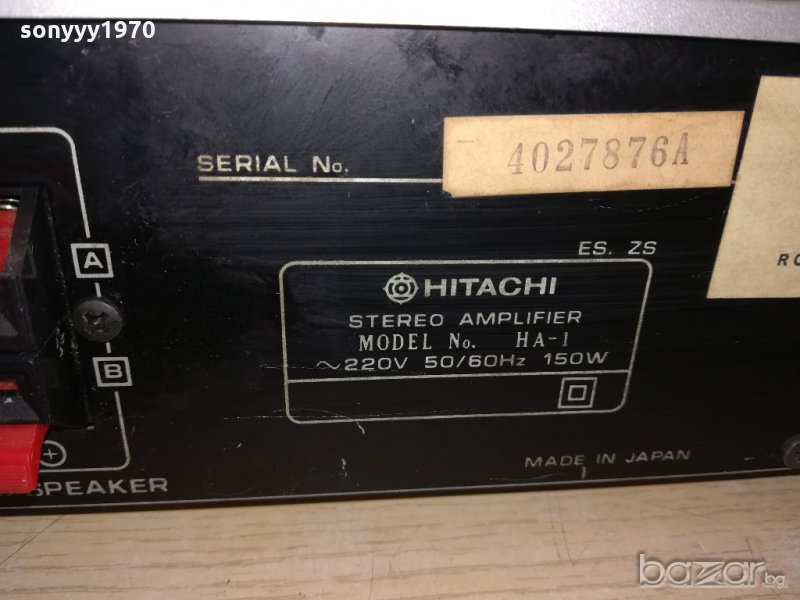 sonyyy1970
SERIAL No. 4027876A
A
ES. ZS
RO
HITACHI
STEREO AMPLIFIER
MODEL No. HA-1
~220V 50/60Hz 150W
B
MADE IN JAPAN
SPEAKER
bazar.bg